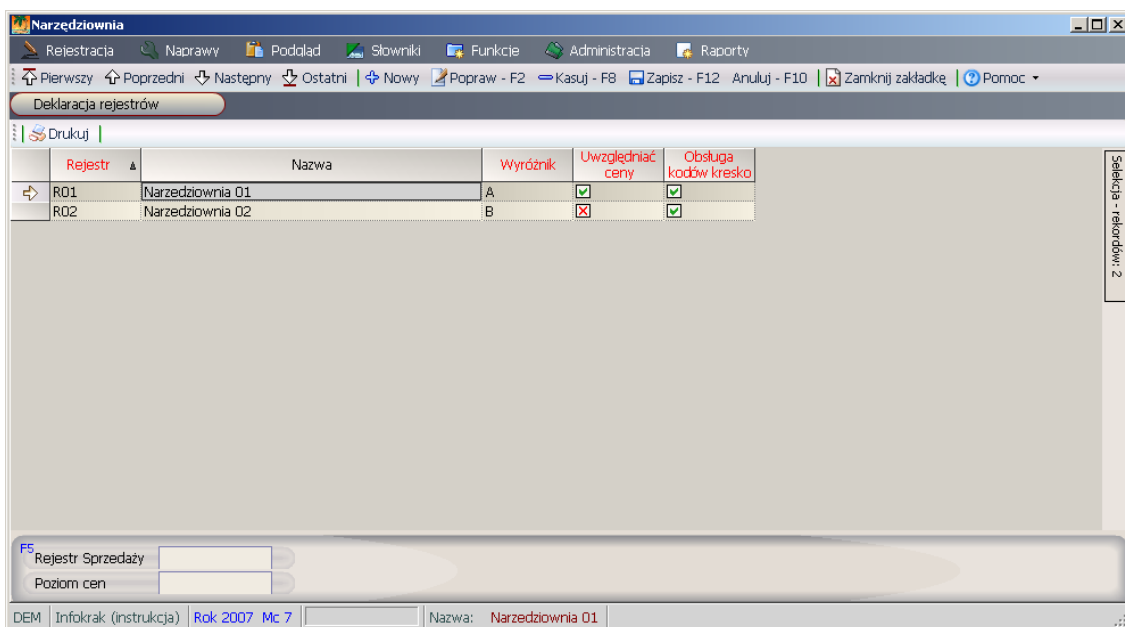 Narzędziownia
Rejestracja Naprawy Podgląd Słowniki Funkcje Administracja Raporty
Pierwszy Poprzedni Następny Ostatni Nowy Popraw - F2 Kasuj - F8 Zapisz - F12 Anuluj - F10 Zamknij zakładkę Pomoc
Deklaracja rejestrów
Drukuj
Rejestr Nazwa Wyróżnik Uwzględniać ceny Obsługa kodów kresko
R01 Narzedziownia 01 A
R02 Narzedziownia 02 B
Selekcja - rekordów: 2
F5 Rejestr Sprzedaży
Poziom cen
DEM Infokrak (instrukcja) Rok 2007 Mc 7 Nazwa: Narzedziownia 01